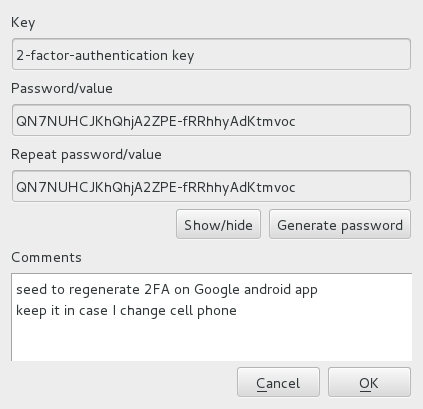 Key
2-factor-authentication key
Password/value
QN7NUHCJKhQhjA2ZPE-fRRhhyAdKtmvoc
Repeat password/value
QN7NUHCJKhQhjA2ZPE-fRRhhyAdKtmvoc
Show/hide Generate password
Comments
seed to regenerate 2FA on Google android app
keep it in case I change cell phone
Cancel OK